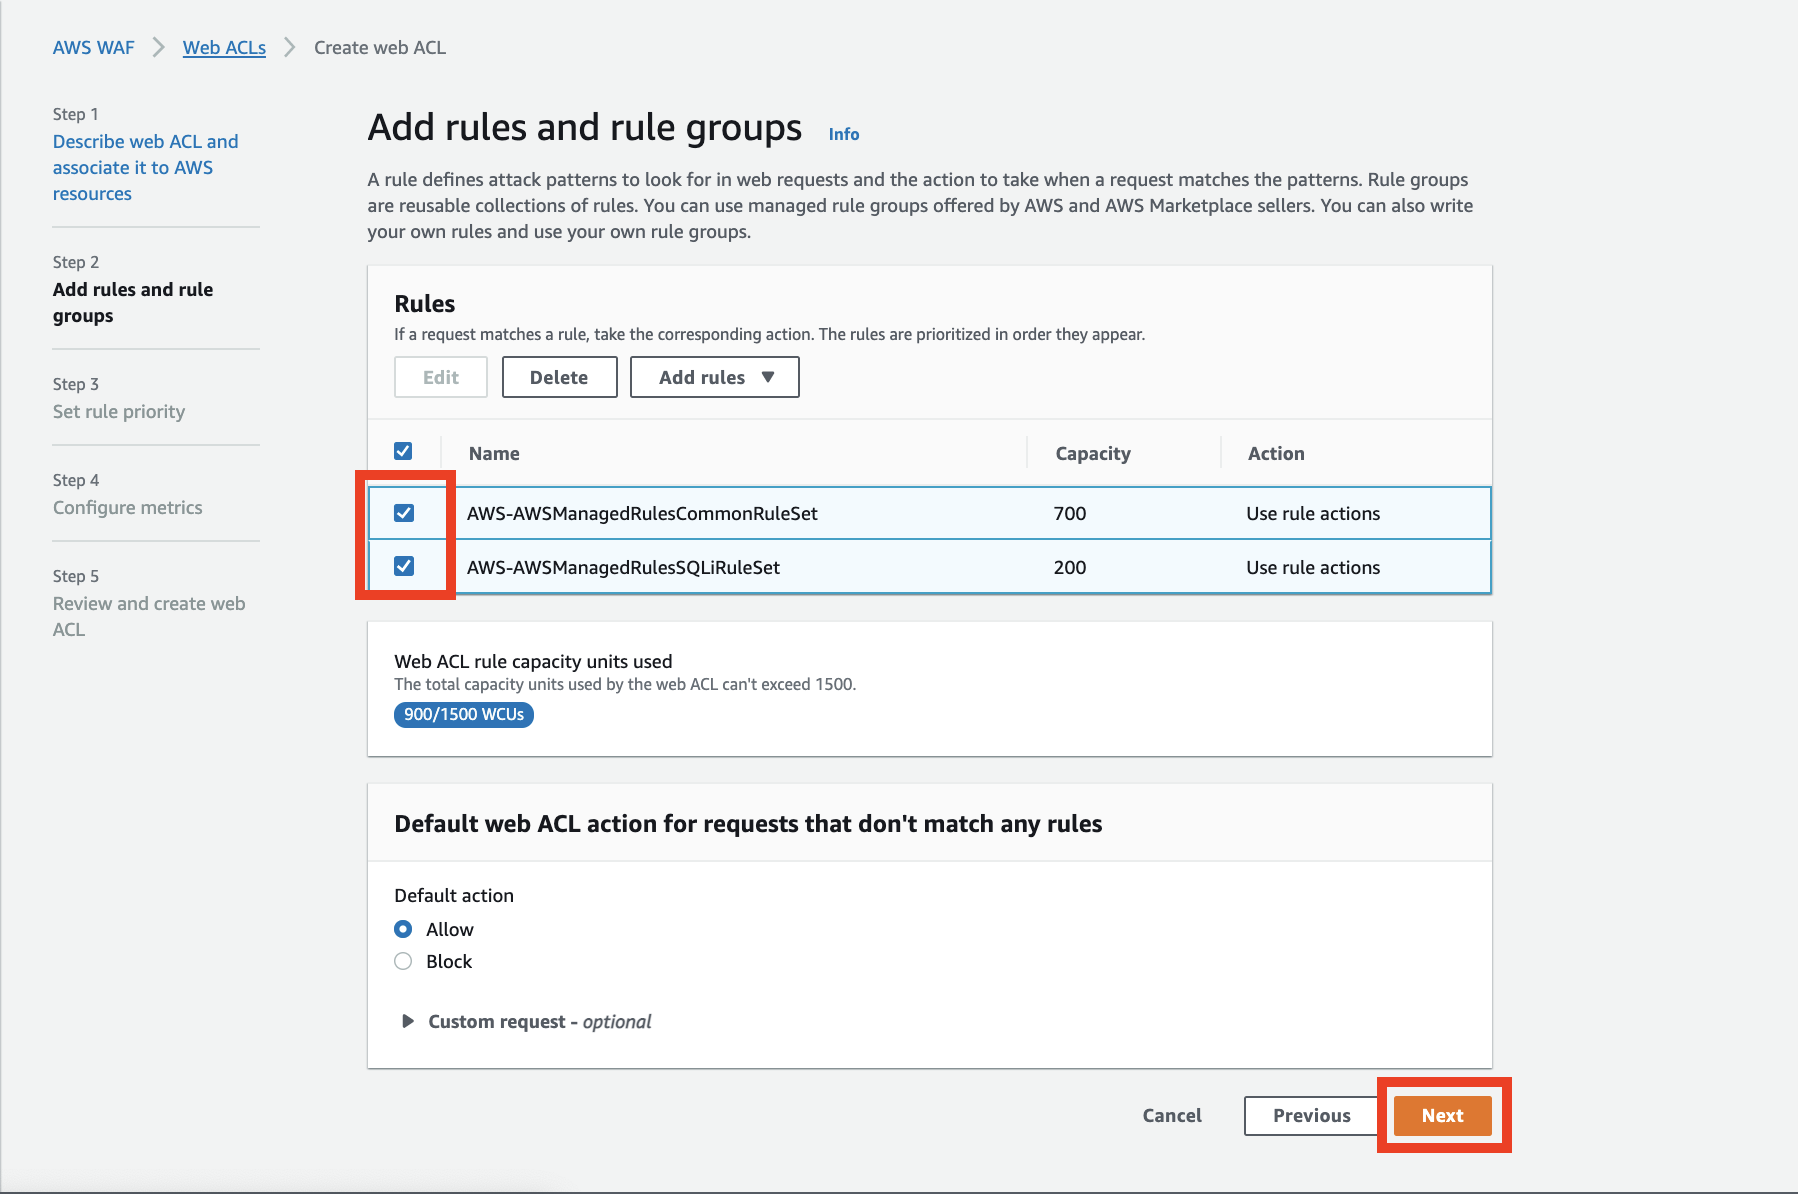 AWS WAF > Web ACLs > Create web ACL
Step 1
Describe web ACL and
associate it to AWS
resources
Step 2
Add rules and rule
groups
Step 3
Set rule priority
Step 4
Configure metrics
Step 5
Review and create web
ACL
Add rules and rule groups Info
A rule defines attack patterns to look for in web requests and the action to take when a request matches the patterns. Rule groups
are reusable collections of rules. You can use managed rule groups offered by AWS and AWS Marketplace sellers. You can also write
your own rules and use your own rule groups.
Rules
If a request matches a rule, take the corresponding action. The rules are prioritized in order they appear.
Edit Delete Add rules
Name Capacity Action
AWS-AWSManagedRulesCommonRuleSet 700 Use rule actions
AWS-AWSManagedRulesSQLiRuleSet 200 Use rule actions
Web ACL rule capacity units used
The total capacity units used by the web ACL can't exceed 1500.
900/1500 WCUs
Default web ACL action for requests that don't match any rules
Default action
Allow
Block
Custom request - optional
Cancel Previous Next